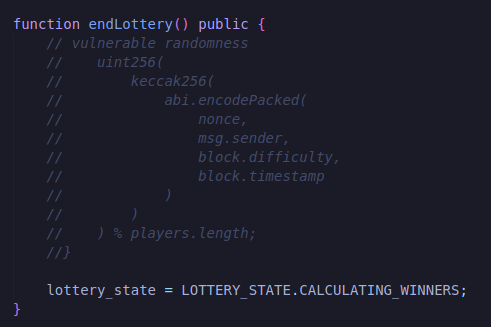 function endLottery() public {
    // vulnerable randomness
    //    uint256(
    //        keccak256(
    //            abi.encodePacked(
    //                nonce,
    //                msg.sender,
    //                block.difficulty,
    //                block.timestamp
    //            )
    //        )
    //    ) % players.length;
    //}

    lottery_state = LOTTERY_STATE.CALCULATING_WINNERS;
}